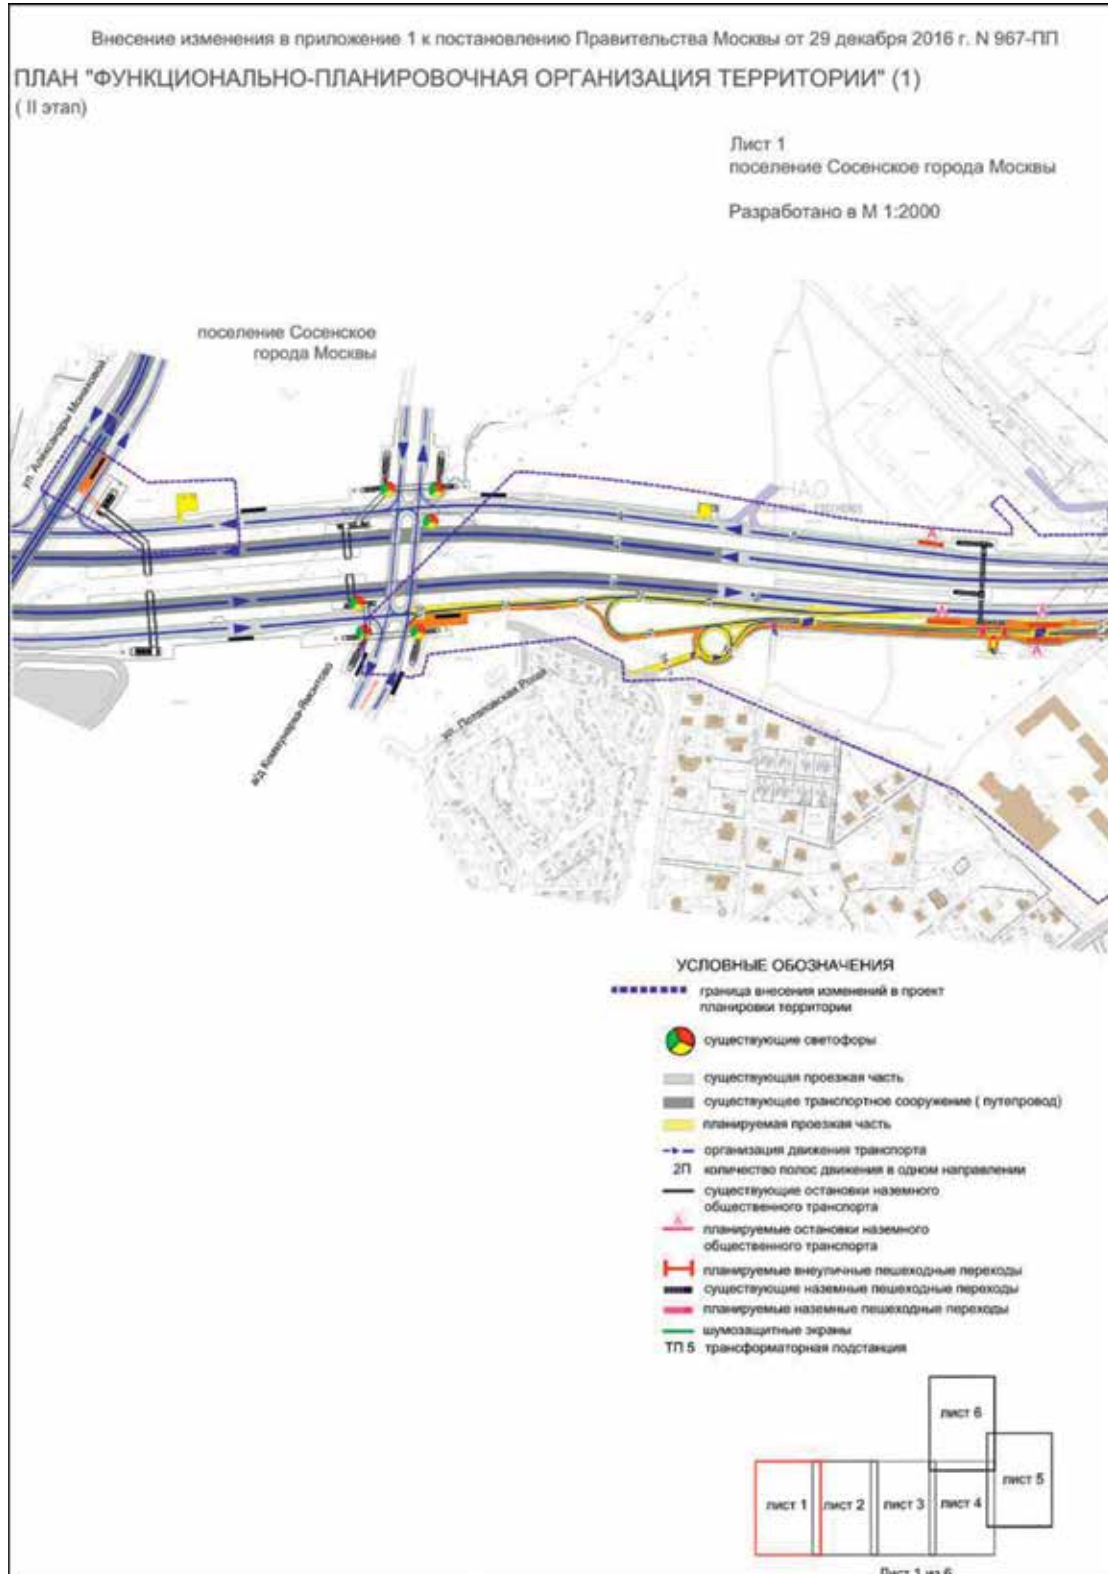 Внесение изменения в приложение 1 к постановлению Правительства Москвы от 29 декабря 2016 г. N 967-ПП
ПЛАН "ФУНКЦИОНАЛЬНО-ПЛАНИРОВОЧНАЯ ОРГАНИЗАЦИЯ ТЕРРИТОРИИ" (1)
( II этап)
Лист 1
поселение Сосенское города Москвы
Разработано в М 1:2000
поселение Сосенское
города Москвы
ул. Александры Монаховой
а/д Коммунарка-Ямонтово
ул. Потаповская Роща
УСЛОВНЫЕ ОБОЗНАЧЕНИЯ
граница внесения изменений в проект
планировки территории
существующие светофоры
существующая проезжая часть
существующее транспортное сооружение ( путепровод)
планируемая проезжая часть
организация движения транспорта
2П количество полос движения в одном направлении
существующие остановки наземного
общественного транспорта
А
планируемые остановки наземного
общественного транспорта
планируемые внеуличные пешеходные переходы
существующие наземные пешеходные переходы
планируемые наземные пешеходные переходы
шумозащитные экраны
ТП 5 трансформаторная подстанция
лист 6
лист 5
лист 1
лист 2
лист 3
лист 4
Лист 1 из 6